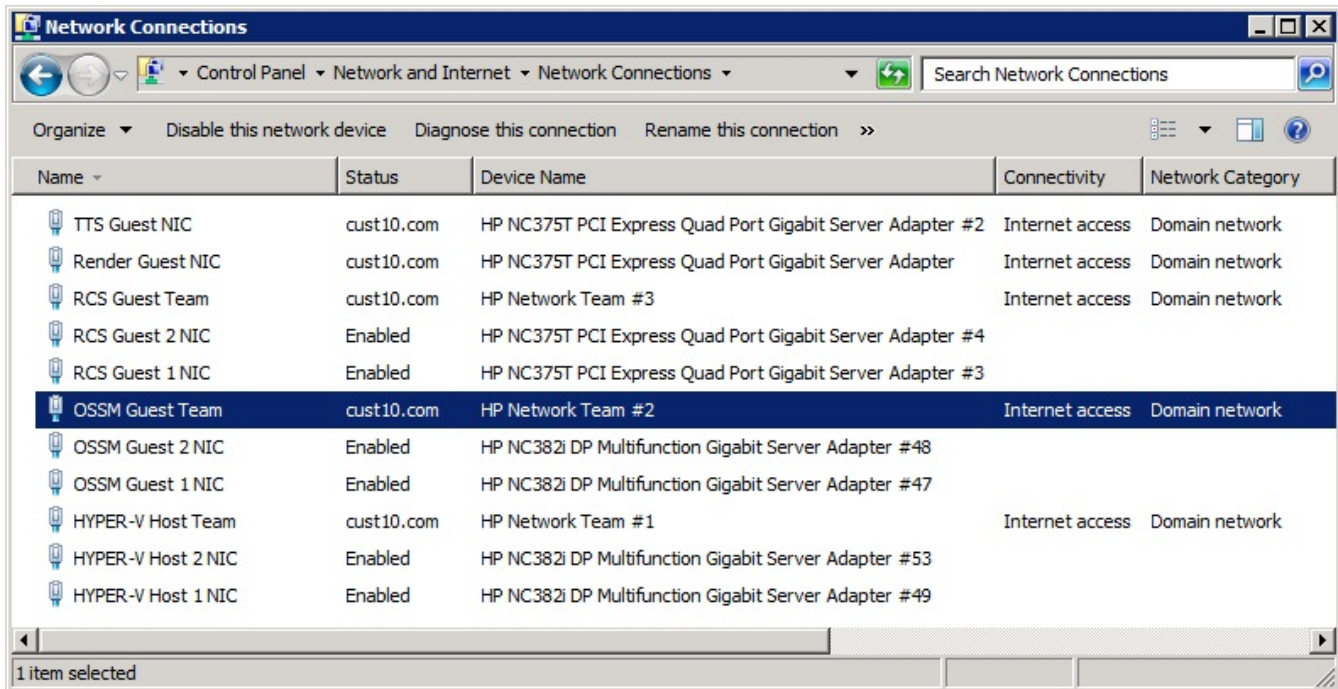 Network Connections
Control Panel Network and Internet Network Connections Search Network Connections
Organize Disable this network device Diagnose this connection Rename this connection »
Name Status Device Name Connectivity Network Category
TTS Guest NIC cust10.com HP NC375T PCI Express Quad Port Gigabit Server Adapter #2 Internet access Domain network
Render Guest NIC cust10.com HP NC375T PCI Express Quad Port Gigabit Server Adapter Internet access Domain network
RCS Guest Team cust10.com HP Network Team #3 Internet access Domain network
RCS Guest 2 NIC Enabled HP NC375T PCI Express Quad Port Gigabit Server Adapter #4
RCS Guest 1 NIC Enabled HP NC375T PCI Express Quad Port Gigabit Server Adapter #3
OSSM Guest Team cust10.com HP Network Team #2 Internet access Domain network
OSSM Guest 2 NIC Enabled HP NC382i DP Multifunction Gigabit Server Adapter #48
OSSM Guest 1 NIC Enabled HP NC382i DP Multifunction Gigabit Server Adapter #47
HYPER-V Host Team cust10.com HP Network Team #1 Internet access Domain network
HYPER-V Host 2 NIC Enabled HP NC382i DP Multifunction Gigabit Server Adapter #53
HYPER-V Host 1 NIC Enabled HP NC382i DP Multifunction Gigabit Server Adapter #49
1 item selected